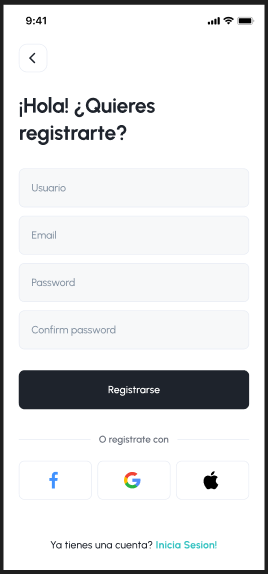 9:41
¡Hola! ¿Quieres
registrarte?
Usuario
Email
Password
Confirm password
Registrarse
O registrate con
Ya tienes una cuenta? Inicia Sesion!